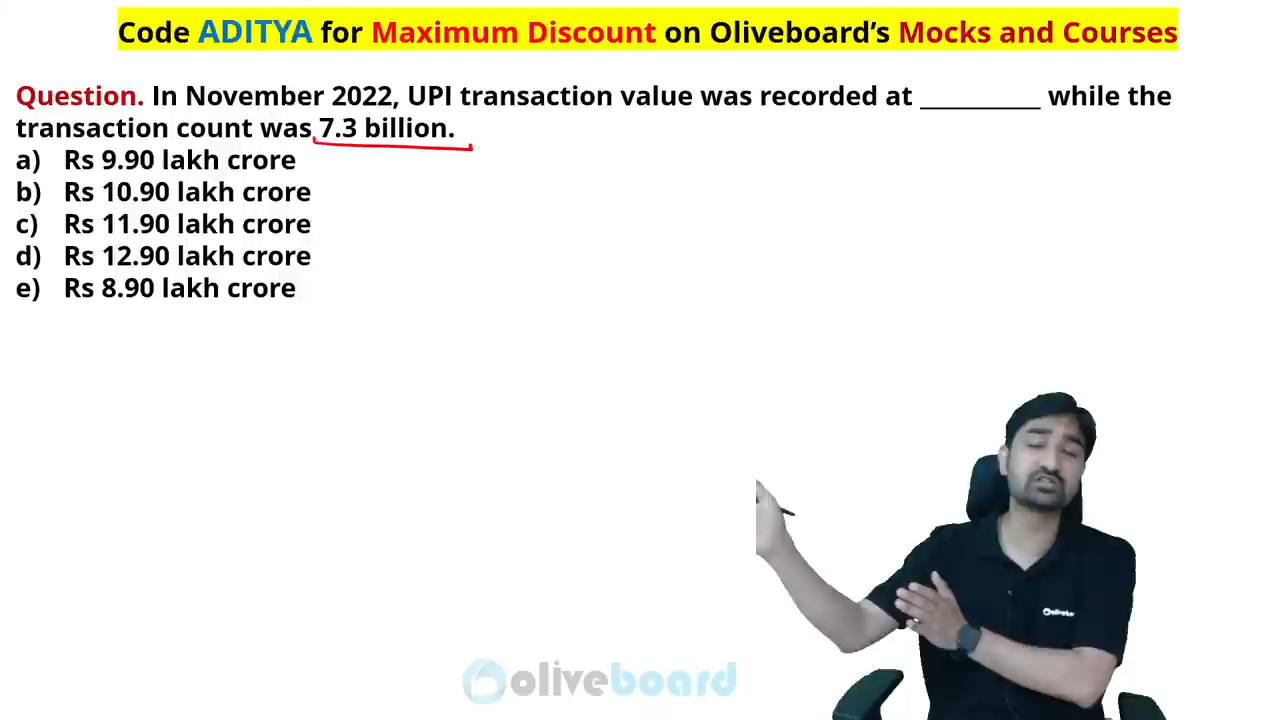 Code ADITYA for Maximum Discount on Oliveboard's Mocks and Courses
Question. In November 2022, UPI transaction value was recorded at __________ while the
transaction count was 7.3 billion.
a) Rs 9.90 lakh crore
b) Rs 10.90 lakh crore
c) Rs 11.90 lakh crore
d) Rs 12.90 lakh crore
e) Rs 8.90 lakh crore
oliveboard